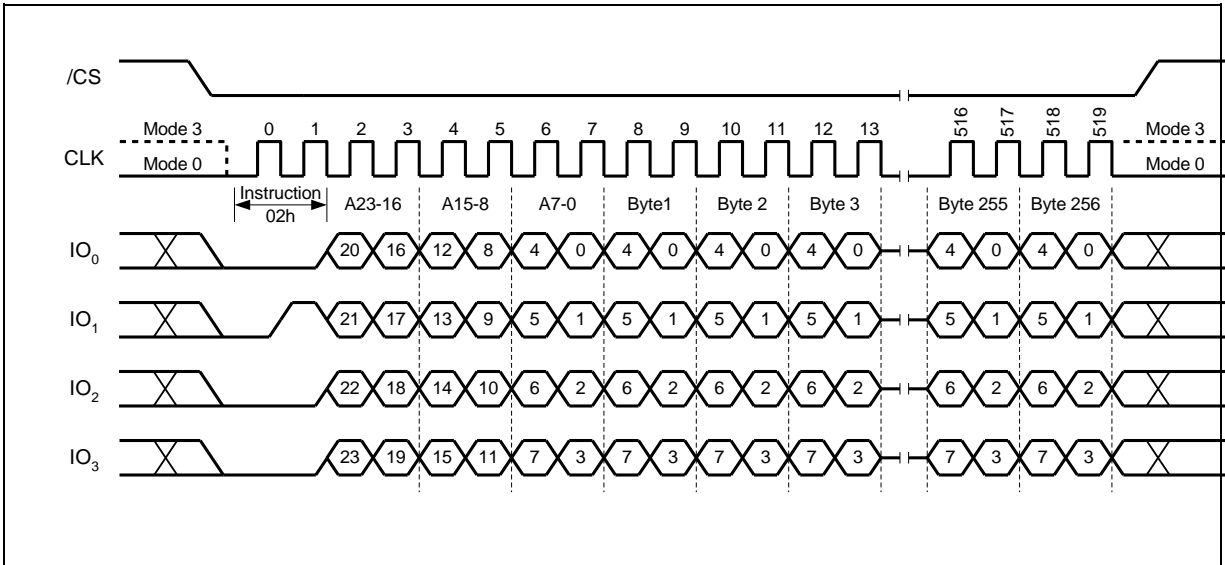 /CS
Mode 3 0 1 2 3 4 5 6 7 8 9 10 11 12 13 516 517 518 519 Mode 3
CLK Mode 0 Mode 0
Instruction
02h A23-16 A15-8 A7-0 Byte1 Byte 2 Byte 3 Byte 255 Byte 256
IO0 20 16 12 8 4 0 4 0 4 0 4 0 4 0 4 0
IO1 21 17 13 9 5 1 5 1 5 1 5 1 5 1 5 1
IO2 22 18 14 10 6 2 6 2 6 2 6 2 6 2 6 2
IO3 23 19 15 11 7 3 7 3 7 3 7 3 7 3 7 3